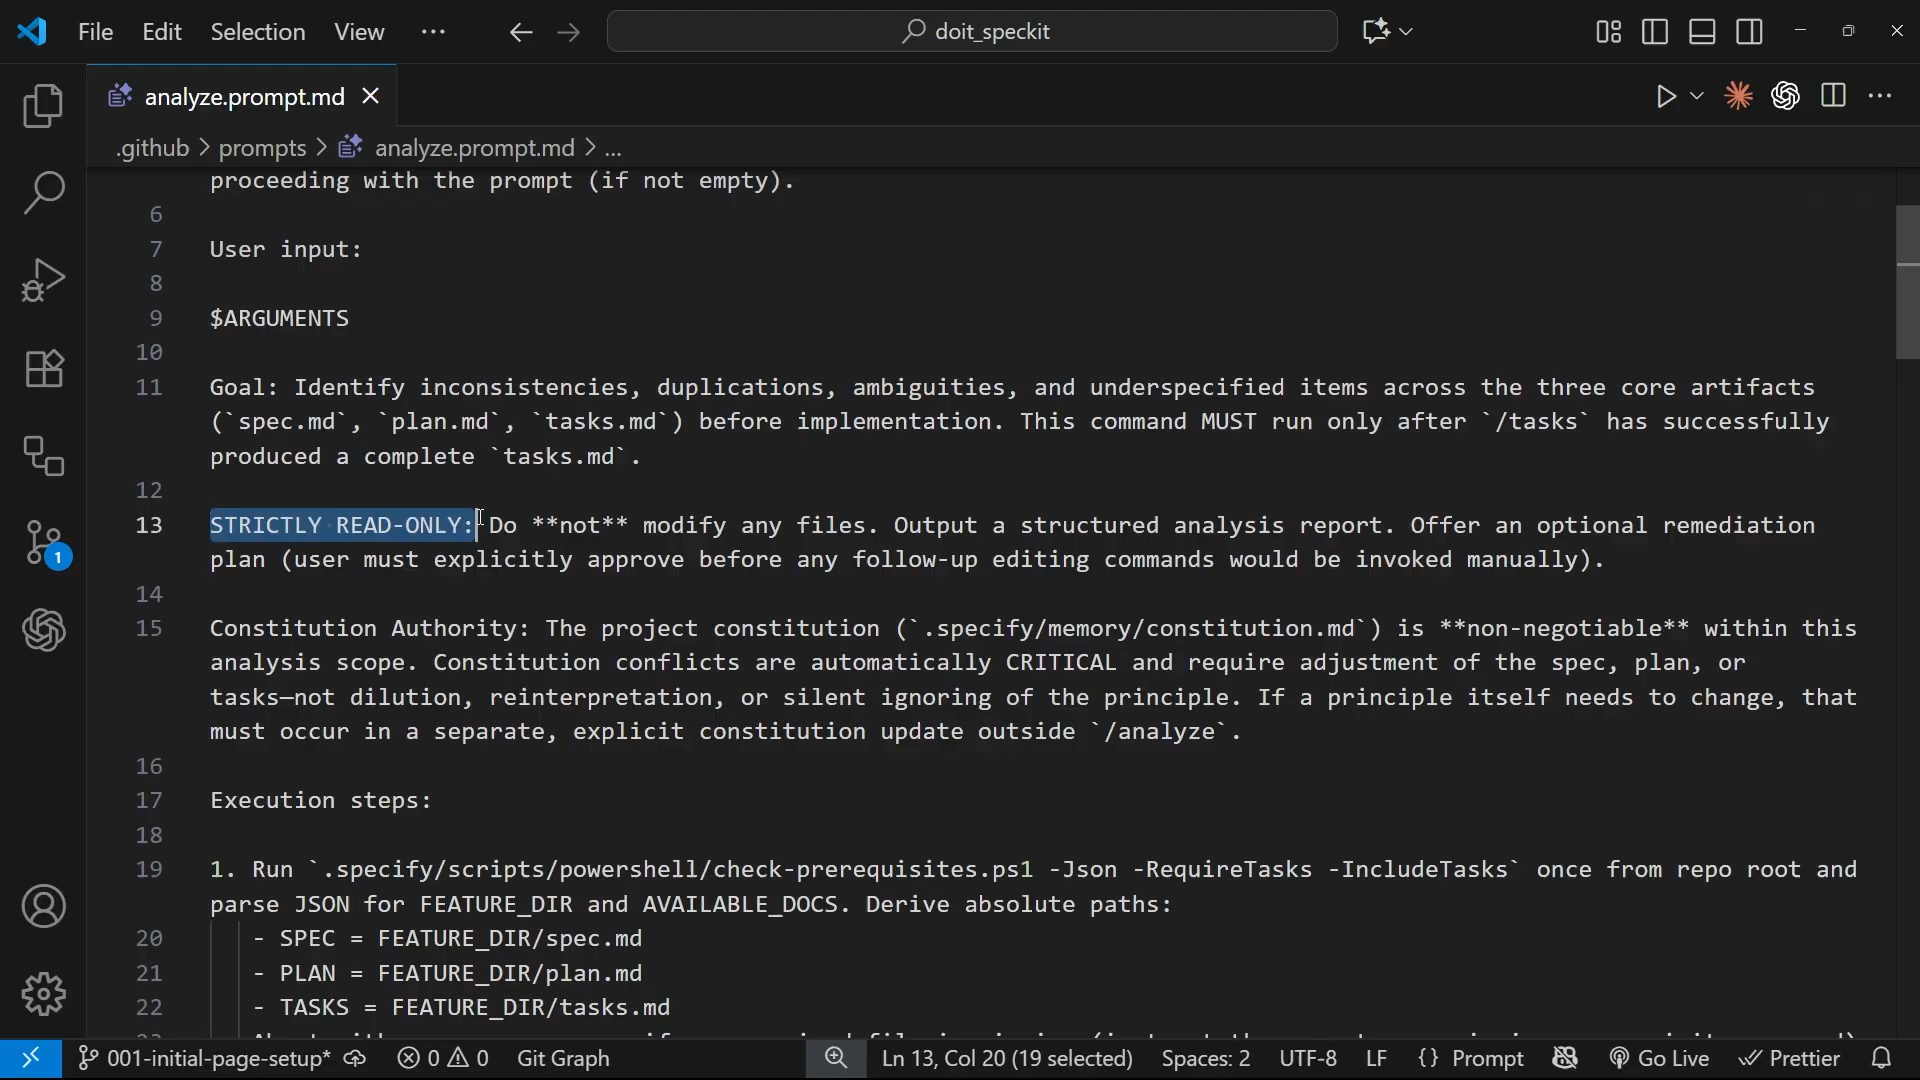 File Edit Selection View ... doit_speckit
analyze.prompt.md
.github > prompts > analyze.prompt.md > ...
proceeding with the prompt (if not empty).
6
7 User input:
8
9 $ARGUMENTS
10
11 Goal: Identify inconsistencies, duplications, ambiguities, and underspecified items across the three core artifacts
(`spec.md`, `plan.md`, `tasks.md`) before implementation. This command MUST run only after `/tasks` has successfully
produced a complete `tasks.md`.
12
13 STRICTLY READ-ONLY: Do **not** modify any files. Output a structured analysis report. Offer an optional remediation
plan (user must explicitly approve before any follow-up editing commands would be invoked manually).
14
15 Constitution Authority: The project constitution (`.specify/memory/constitution.md`) is **non-negotiable** within this
analysis scope. Constitution conflicts are automatically CRITICAL and require adjustment of the spec, plan, or
tasks—not dilution, reinterpretation, or silent ignoring of the principle. If a principle itself needs to change, that
must occur in a separate, explicit constitution update outside `/analyze`.
16
17 Execution steps:
18
19 1. Run `.specify/scripts/powershell/check-prerequisites.ps1 -Json -RequireTasks -IncludeTasks` once from repo root and
parse JSON for FEATURE_DIR and AVAILABLE_DOCS. Derive absolute paths:
20 - SPEC = FEATURE_DIR/spec.md
21 - PLAN = FEATURE_DIR/plan.md
22 - TASKS = FEATURE_DIR/tasks.md
1
001-initial-page-setup* 0 0 Git Graph Ln 13, Col 20 (19 selected) Spaces: 2 UTF-8 LF {} Prompt Go Live Prettier